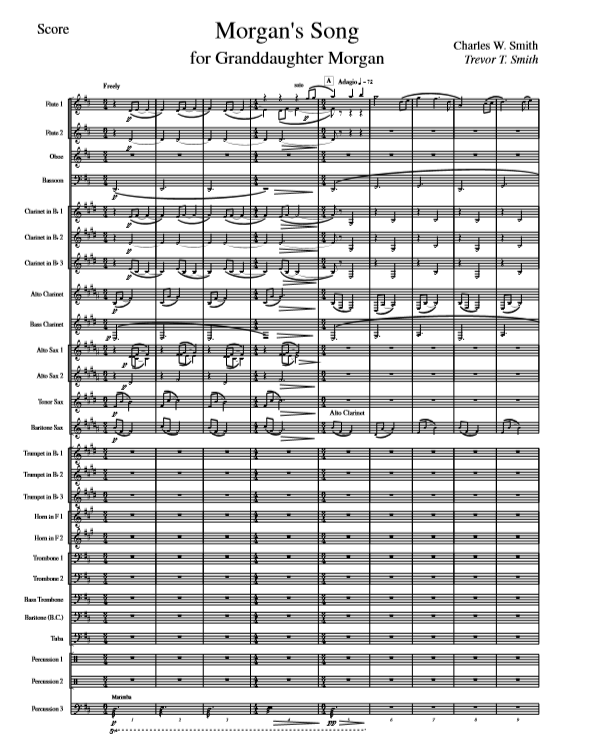 Score
Morgan's Song
for Granddaughter Morgan
Charles W. Smith
Trevor T. Smith
Freely
solo
A Adagio ♩ = 72
Flute 1
Flute 2
Oboe
Bassoon
Clarinet in B♭ 1
Clarinet in B♭ 2
Clarinet in B♭ 3
Alto Clarinet
Bass Clarinet
Alto Sax 1
Alto Sax 2
Tenor Sax
Alto Clarinet
Baritone Sax
Trumpet in B♭ 1
Trumpet in B♭ 2
Trumpet in B♭ 3
Horn in F 1
Horn in F 2
Trombone 1
Trombone 2
Bass Trombone
Baritone (B.C.)
Tuba
Percussion 1
Percussion 2
Marimba
Percussion 3
p pp
2 3 4 5 6 7 8 9